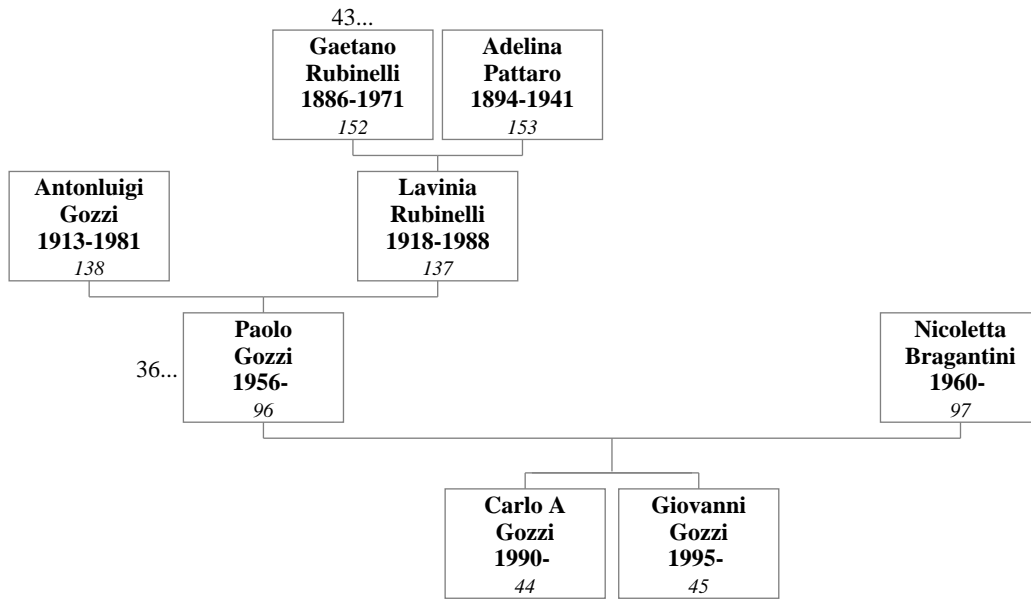 43...
Gaetano
Rubinelli
1886-1971
152
Adelina
Pattaro
1894-1941
153
Antonluigi
Gozzi
1913-1981
138
Lavinia
Rubinelli
1918-1988
137
36...
Paolo
Gozzi
1956-
96
Nicoletta
Bragantini
1960-
97
Carlo A
Gozzi
1990-
44
Giovanni
Gozzi
1995-
45